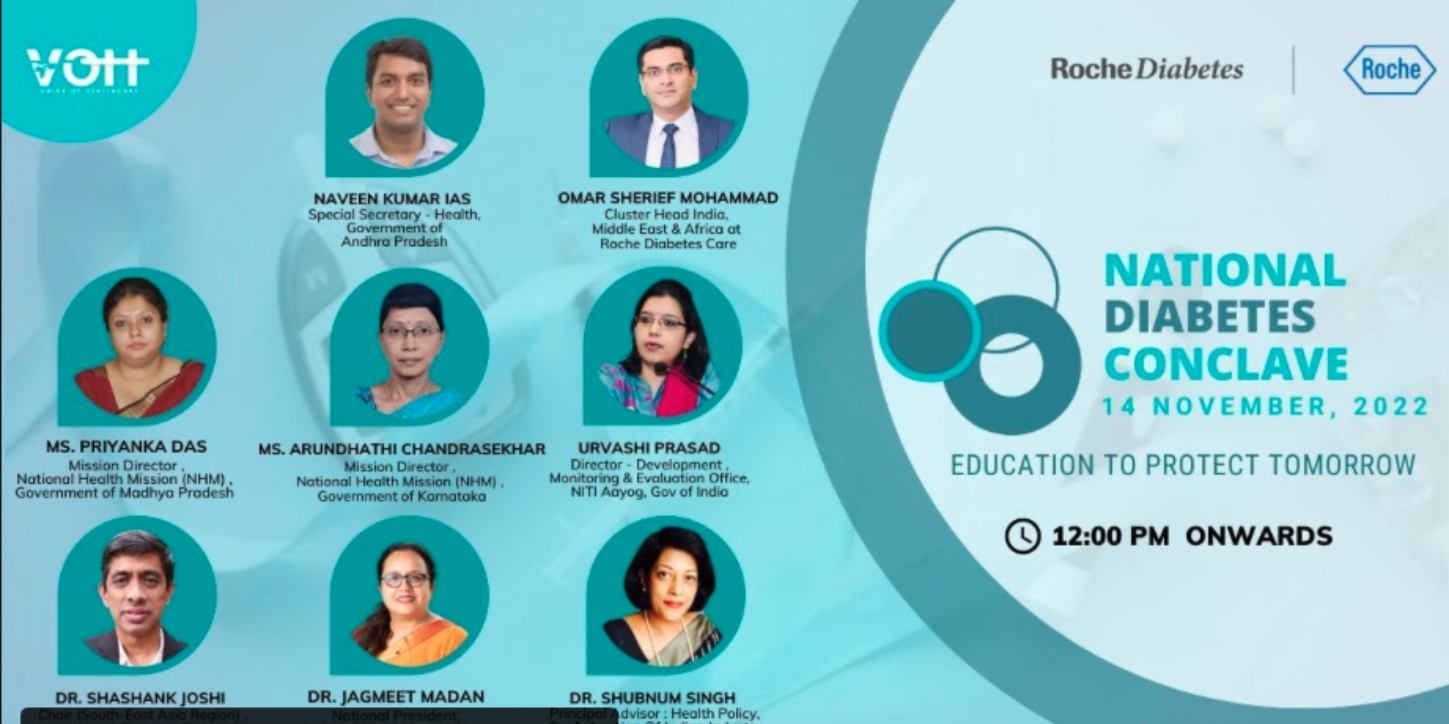 VOH
VOICE OF HEALTHCARE
RocheDiabetes
Roche
NAVEEN KUMAR IAS
Special Secretary - Health,
Government of
Andhra Pradesh
OMAR SHERIEF MOHAMMAD
Cluster Head India,
Middle East & Africa at
Roche Diabetes Care
MS. PRIYANKA DAS
Mission Director ,
National Health Mission (NHM) ,
Government of Madhya Pradesh
MS. ARUNDHATHI CHANDRASEKHAR
Mission Director ,
National Health Mission (NHM) ,
Government of Karnataka
URVASHI PRASAD
Director - Development ,
Monitoring & Evaluation Office,
NITI Aayog, Gov of India
DR. SHASHANK JOSHI
Chair (South-East Asia Region) ,
DR. JAGMEET MADAN
National President,
DR. SHUBNUM SINGH
Principal Advisor : Health Policy,
NATIONAL
DIABETES
CONCLAVE
14 NOVEMBER, 2022
EDUCATION TO PROTECT TOMORROW
12:00 PM ONWARDS